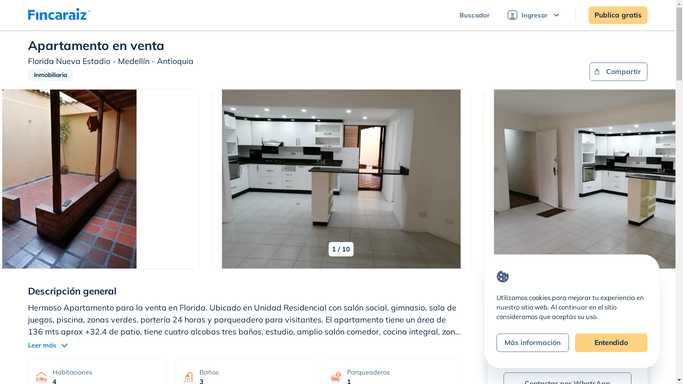 Fincaraiz
Buscador
Ingresar
Publica gratis
Apartamento en venta
Florida Nueva Estadio - Medellín - Antioquia
Inmobiliaria
Compartir
1 / 10
Descripción general
Hermoso Apartamento para la venta en Florida. Ubicado en Unidad Residencial con salón social, gimnasio, sala de
juegos, piscina, zonas verdes, portería 24 horas y parqueadero para visitantes. El apartamento tiene un área de
136 mts aprox +32.4 de patio, tiene cuatro alcobas tres baños, estudio, amplio salón comedor, cocina integral, zon...
Leer más
Habitaciones
4
Baños
3
Parqueaderos
1
Utilizamos cookies para mejorar tu experiencia en
nuestro sitio web. Al continuar en el sitio
consideramos que aceptas su uso.
Más información
Entendido
Contactar por WhatsApp